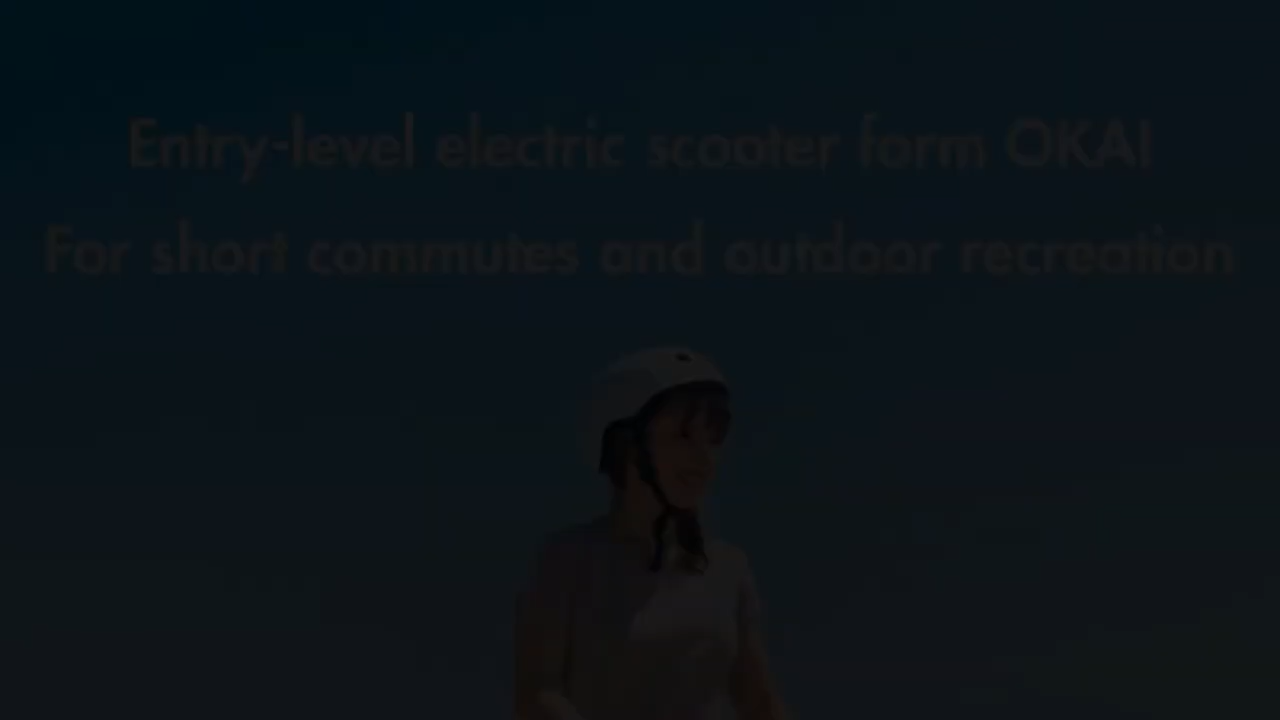 Entry-level electric scooter form OKAI
For short commutes and outdoor recreation